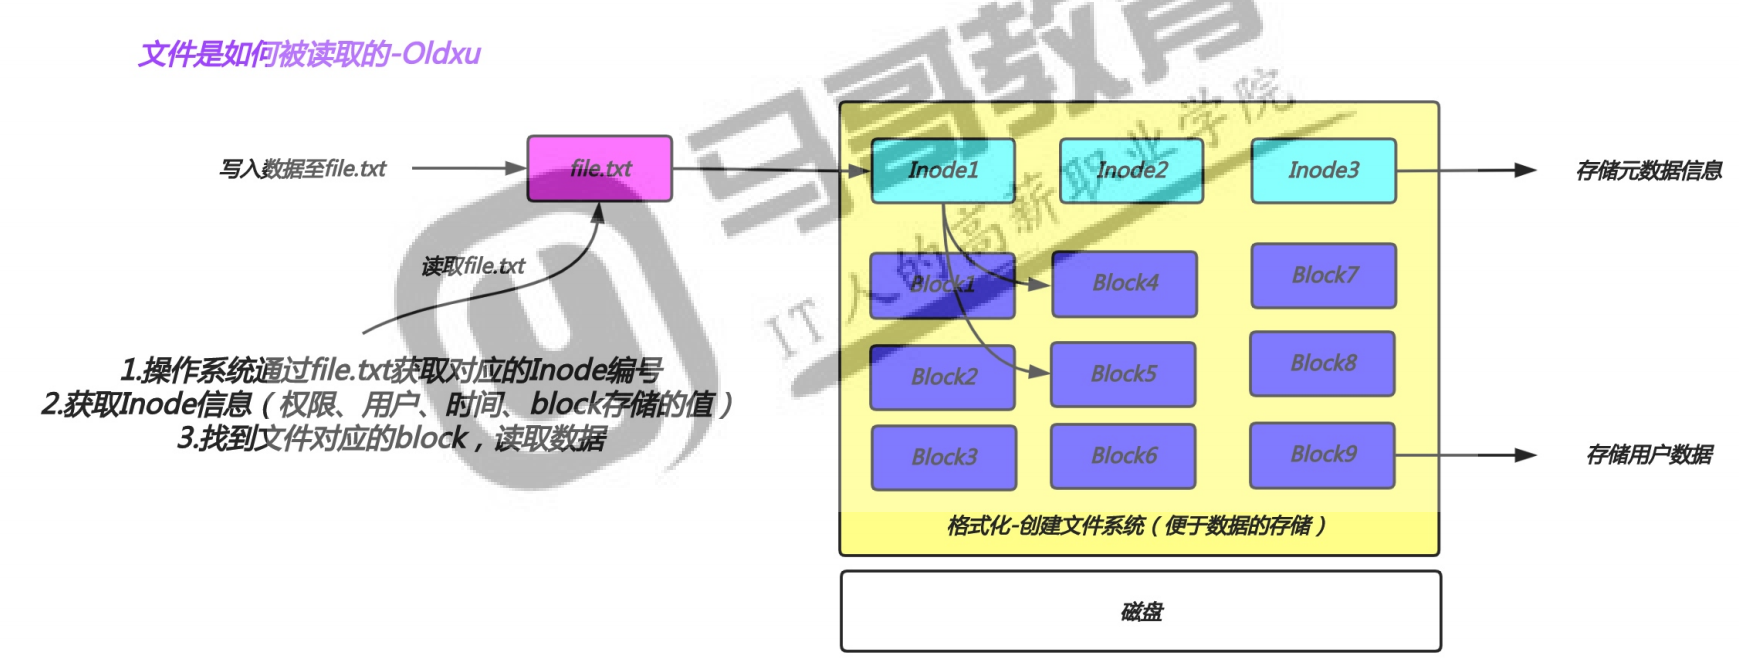 文件是如何被读取的-Oldxu
马哥教育
IT人的高薪职业学院
写入数据至file.txt
file.txt
Inode1
Inode2
Inode3
存储元数据信息
读取file.txt
Block1
Block4
Block7
1.操作系统通过file.txt获取对应的Inode编号
2.获取Inode信息（权限、用户、时间、block存储的值）
3.找到文件对应的block，读取数据
Block2
Block5
Block8
Block3
Block6
Block9
存储用户数据
格式化-创建文件系统（便于数据的存储）
磁盘